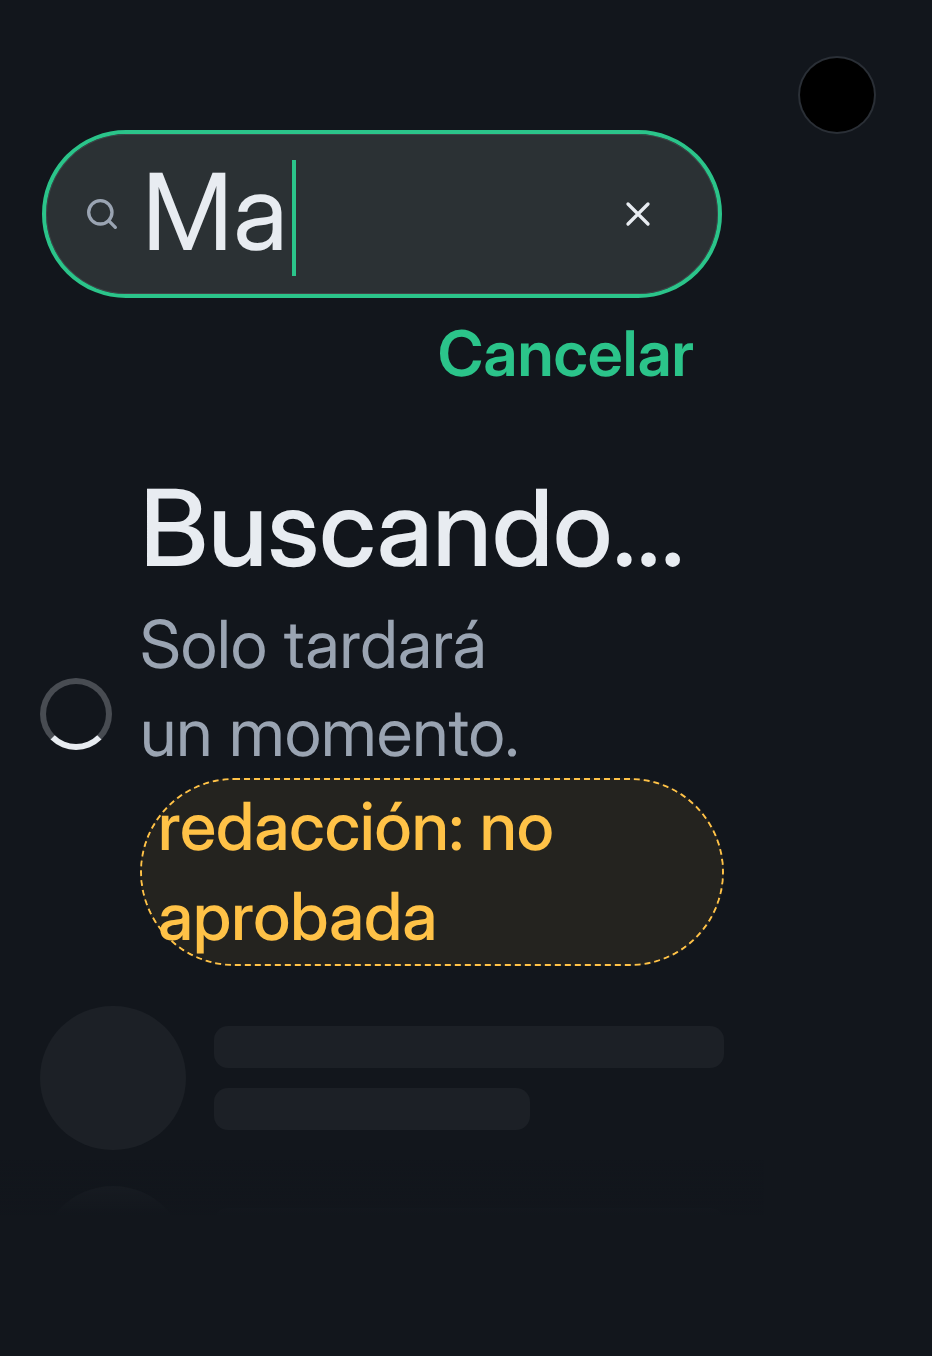 Ma
Cancelar
Buscando...
Solo tardará
un momento.
redacción: no
aprobada